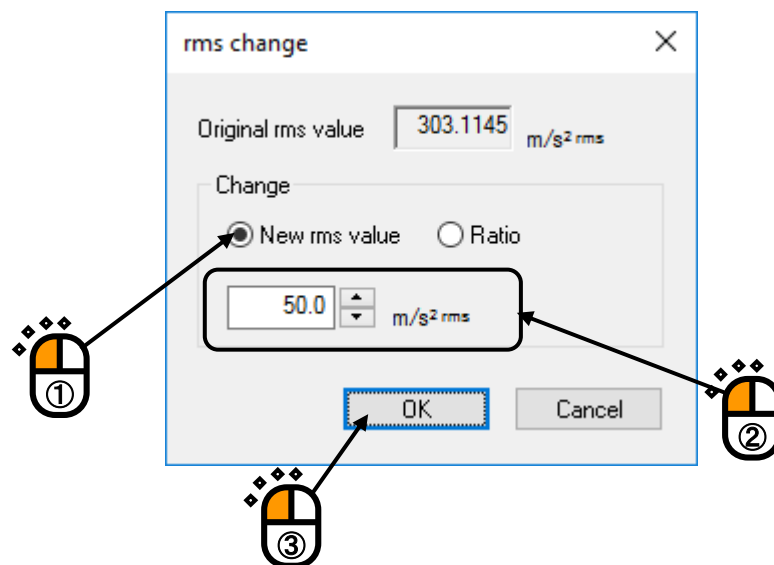 rms change
Original rms value 303.1145 m/s² rms
Change
New rms value Ratio
50.0 m/s² rms
①
OK Cancel
②
③